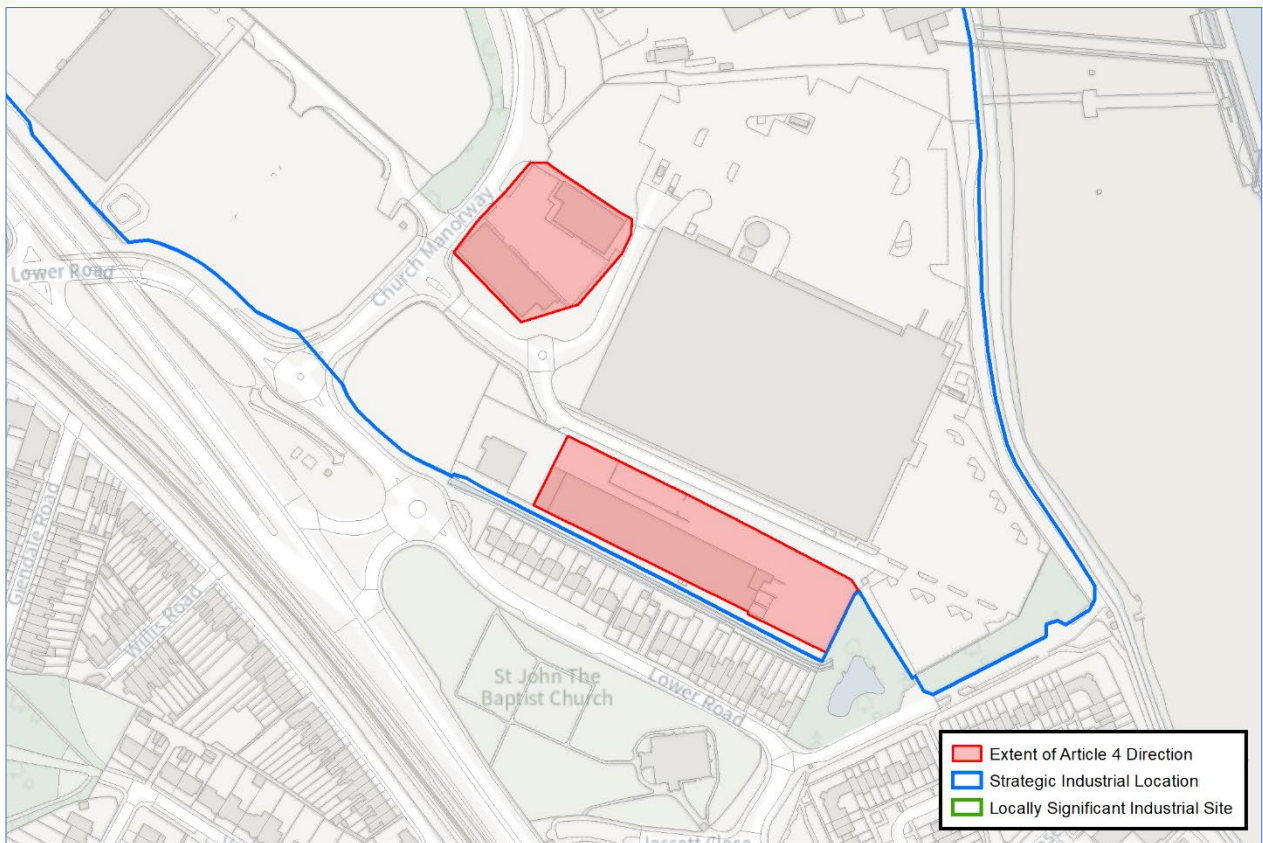 Church Manorway
Lower Road
Glendale Road
Willis Road
St John The
Baptist Church
Lower Road
Extent of Article 4 Direction
Strategic Industrial Location
Locally Significant Industrial Site